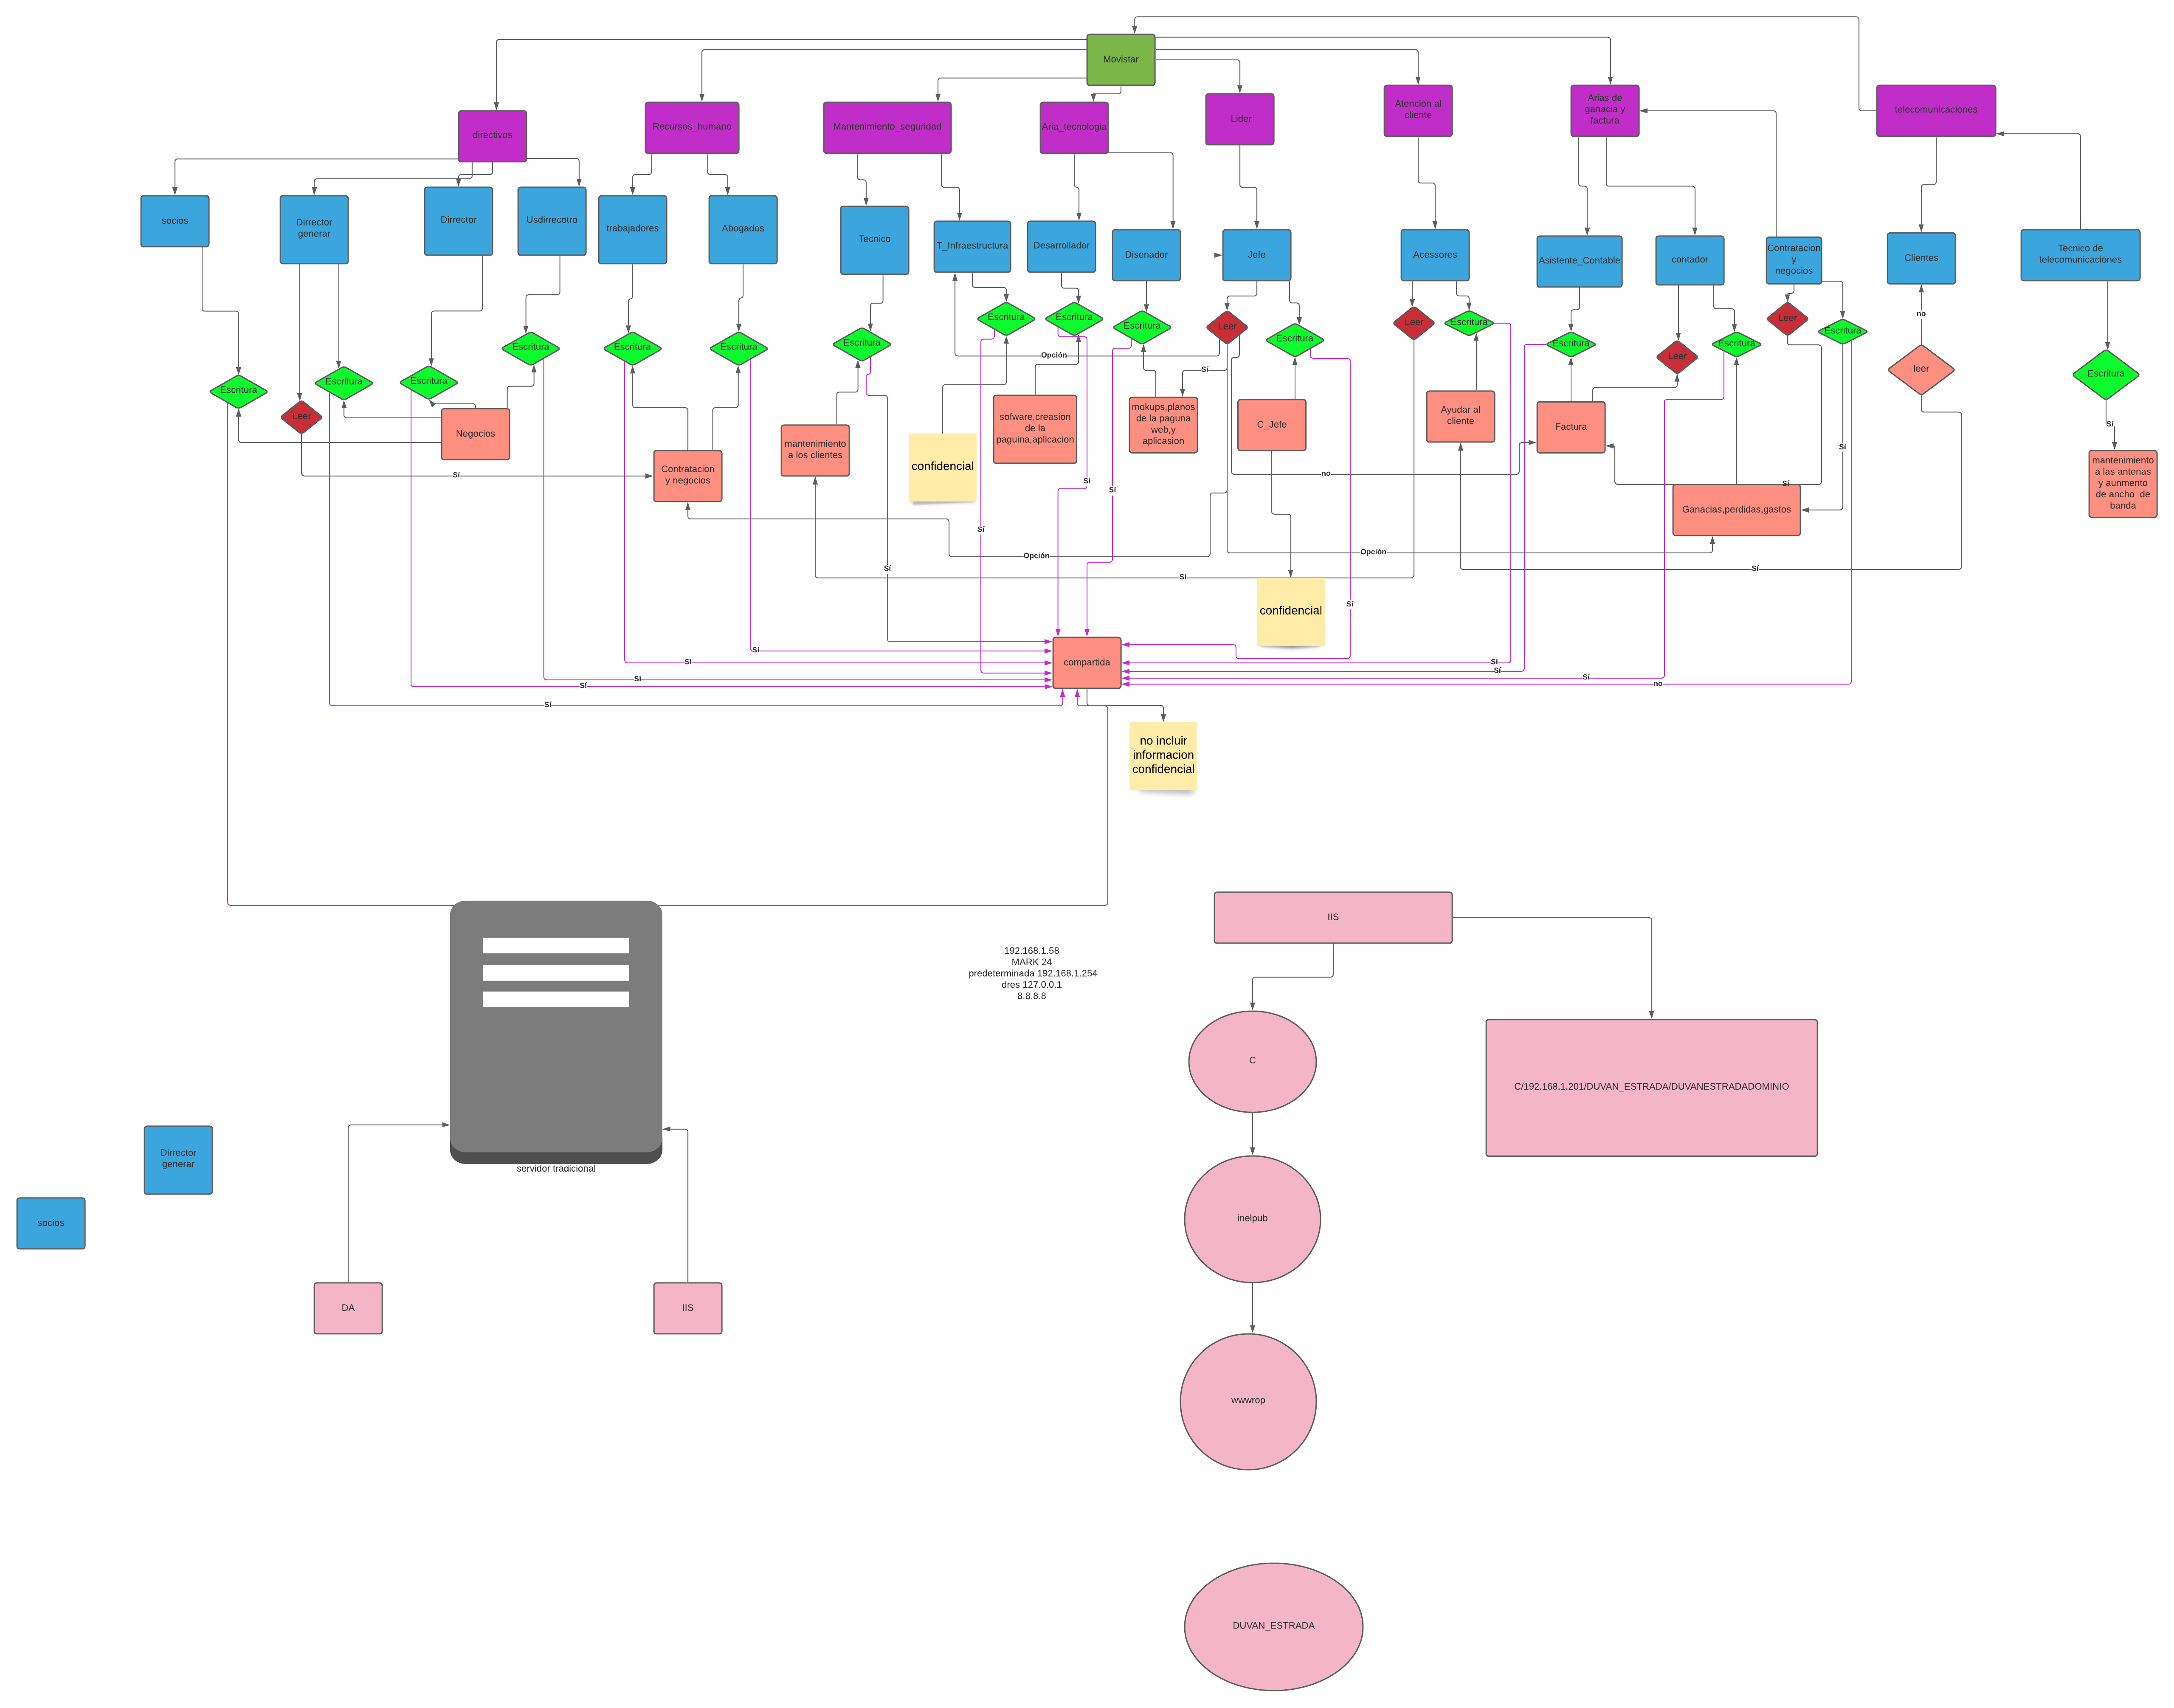 Movistar
directivos
Recursos_humano
Mantenimiento_seguridad
Aria_tecnologia
Lider
Atencion al
cliente
Arias de
ganacia y
factura
telecomunicaciones
socios
Dirrector
generar
Dirrector
Usdirrecotro
trabajadores
Abogados
Tecnico
T_Infraestructura
Desarrollador
Disenador
Jefe
Acessores
Asistente_Contable
contador
Contratacion
y
negocios
Clientes
Tecnico de
telecomunicaciones
Escritura
Leer
Escritura
Escritura
Escritura
Escritura
Escritura
Escritura
Escritura
Escritura
Escritura
Leer
Escritura
Leer
Escritura
Escritura
Leer
Escritura
Leer
Escritura
no
leer
Escritura
Opción
Sí
Sí
Sí
Negocios
Contratacion
y negocios
mantenimiento
a los clientes
confidencial
sofware,creasion
de la
paguina,aplicacion
mokups,planos
de la paguna
web,y
aplicasion
C_Jefe
Ayudar al
cliente
Factura
Ganacias,perdidas,gastos
mantenimiento
a las antenas
y aunmento
de ancho de
banda
Sí
no
Sí
Sí
Sí
Sí
Opción
Opción
Sí
Sí
Sí
confidencial
Sí
Sí
compartida
Sí
Sí
Sí
Sí
Sí
Sí
Sí
no
Sí
no incluir
informacion
confidencial
servidor tradicional
192.168.1.58
MARK 24
predeterminada 192.168.1.254
dres 127.0.0.1
8.8.8.8
IIS
C
C/192.168.1.201/DUVAN_ESTRADA/DUVANESTRADADOMINIO
Dirrector
generar
socios
inelpub
DA
IIS
wwwrop
DUVAN_ESTRADA